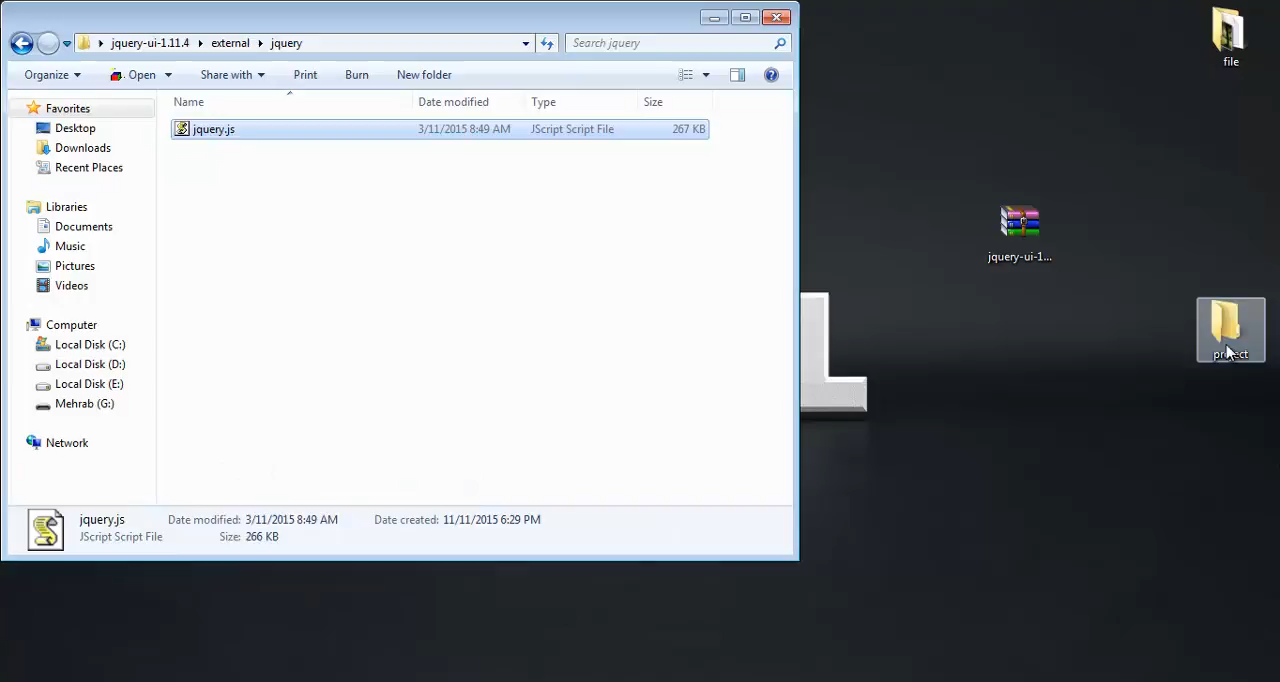 jquery-ui-1.11.4 external jquery
Search jquery
Organize Open Share with Print Burn New folder
Favorites
Desktop
Downloads
Recent Places
Libraries
Documents
Music
Pictures
Videos
Computer
Local Disk (C:)
Local Disk (D:)
Local Disk (E:)
Mehrab (G:)
Network
Name Date modified Type Size
jquery.js 3/11/2015 8:49 AM JScript Script File 267 KB
jquery.js Date modified: 3/11/2015 8:49 AM Date created: 11/11/2015 6:29 PM
JScript Script File Size: 266 KB
file
jquery-ui-1...
project